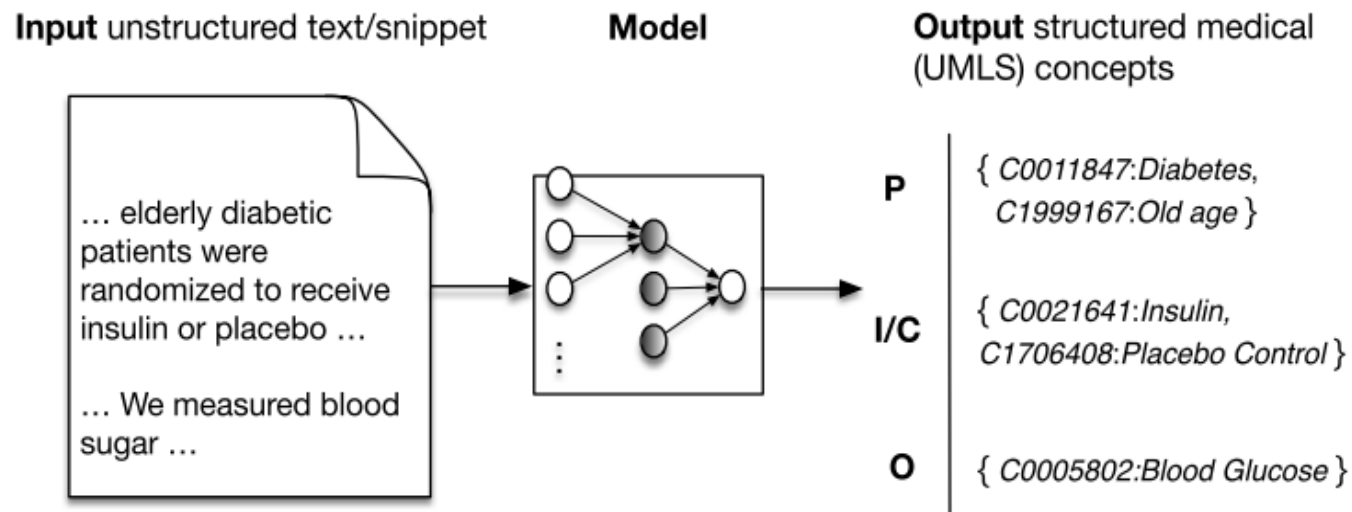 Input unstructured text/snippet
Model
Output structured medical
(UMLS) concepts
… elderly diabetic
patients were
randomized to receive
insulin or placebo …
… We measured blood
sugar …
P
{ C0011847:Diabetes,
C1999167:Old age }
I/C
{ C0021641:Insulin,
C1706408:Placebo Control }
O
{ C0005802:Blood Glucose }